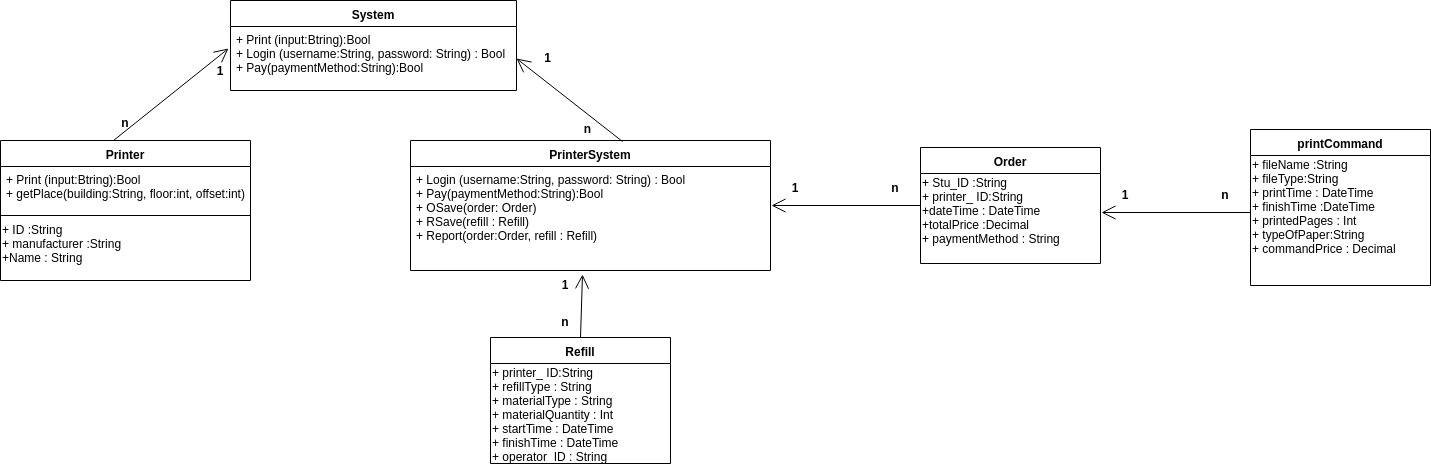 System
+ Print (input:Btring):Bool
+ Login (username:String, password: String) : Bool
+ Pay(paymentMethod:String):Bool
1
1
n
n
Printer
+ Print (input:Btring):Bool
+ getPlace(building:String, floor:int, offset:int)
+ ID :String
+ manufacturer :String
+Name : String
PrinterSystem
+ Login (username:String, password: String) : Bool
+ Pay(paymentMethod:String):Bool
+ OSave(order: Order)
+ RSave(refill : Refill)
+ Report(order:Order, refill : Refill)
1
n
Order
+ Stu_ID :String
+ printer_ ID:String
+dateTime : DateTime
+totalPrice :Decimal
+ paymentMethod : String
1
n
printCommand
+ fileName :String
+ fileType:String
+ printTime : DateTime
+ finishTime :DateTime
+ printedPages : Int
+ typeOfPaper:String
+ commandPrice : Decimal
1
n
Refill
+ printer_ ID:String
+ refillType : String
+ materialType : String
+ materialQuantity : Int
+ startTime : DateTime
+ finishTime : DateTime
+ operator_ID : String